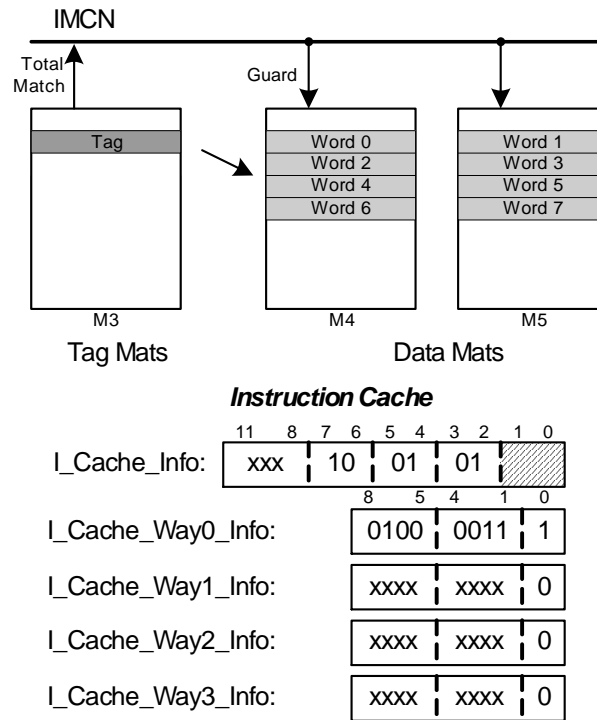 IMCN
Total
Match
Guard
Tag
Word 0
Word 2
Word 4
Word 6
Word 1
Word 3
Word 5
Word 7
M3
M4
M5
Tag Mats
Data Mats
Instruction Cache
11 8 7 6 5 4 3 2 1 0
I_Cache_Info: xxx 10 01 01
8 5 4 1 0
I_Cache_Way0_Info: 0100 0011 1
I_Cache_Way1_Info: xxxx xxxx 0
I_Cache_Way2_Info: xxxx xxxx 0
I_Cache_Way3_Info: xxxx xxxx 0